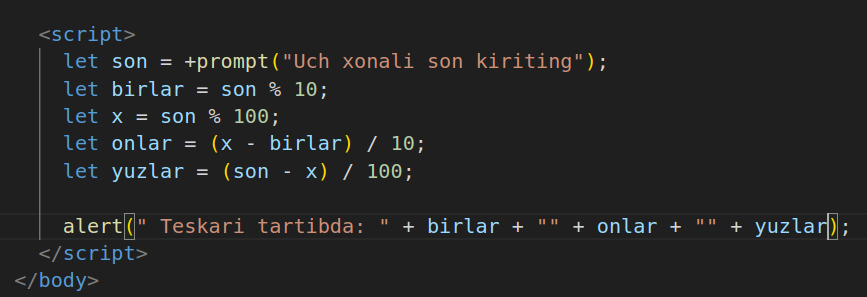 <script>
let son = +prompt("Uch xonali son kiriting");
let birlar = son % 10;
let x = son % 100;
let onlar = (x - birlar) / 10;
let yuzlar = (son - x) / 100;
alert(" Teskari tartibda: " + birlar + "" + onlar + "" + yuzlar);
</script>
</body>